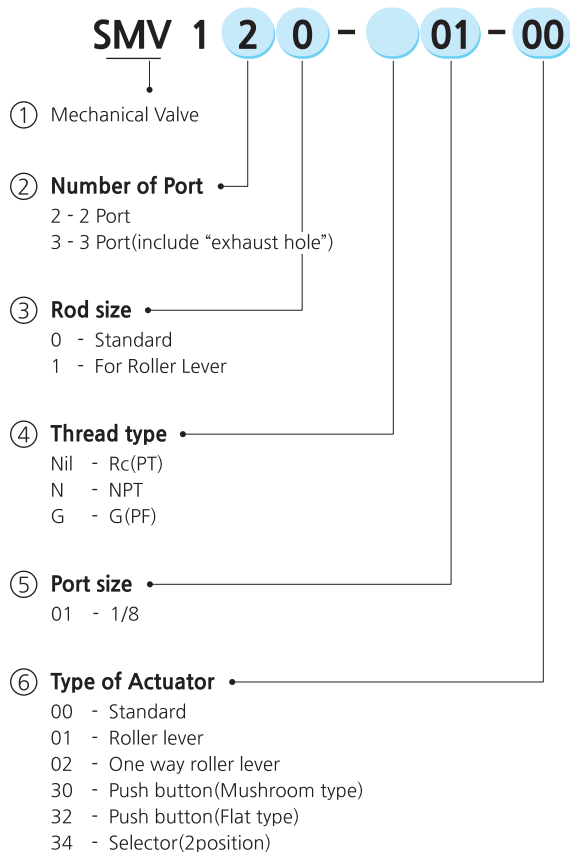 SMV 1 2 0 - 01 - 00
① Mechanical Valve
② Number of Port
2 - 2 Port
3 - 3 Port(include “exhaust hole”)
③ Rod size
0 - Standard
1 - For Roller Lever
④ Thread type
Nil - Rc(PT)
N - NPT
G - G(PF)
⑤ Port size
01 - 1/8
⑥ Type of Actuator
00 - Standard
01 - Roller lever
02 - One way roller lever
30 - Push button(Mushroom type)
32 - Push button(Flat type)
34 - Selector(2position)